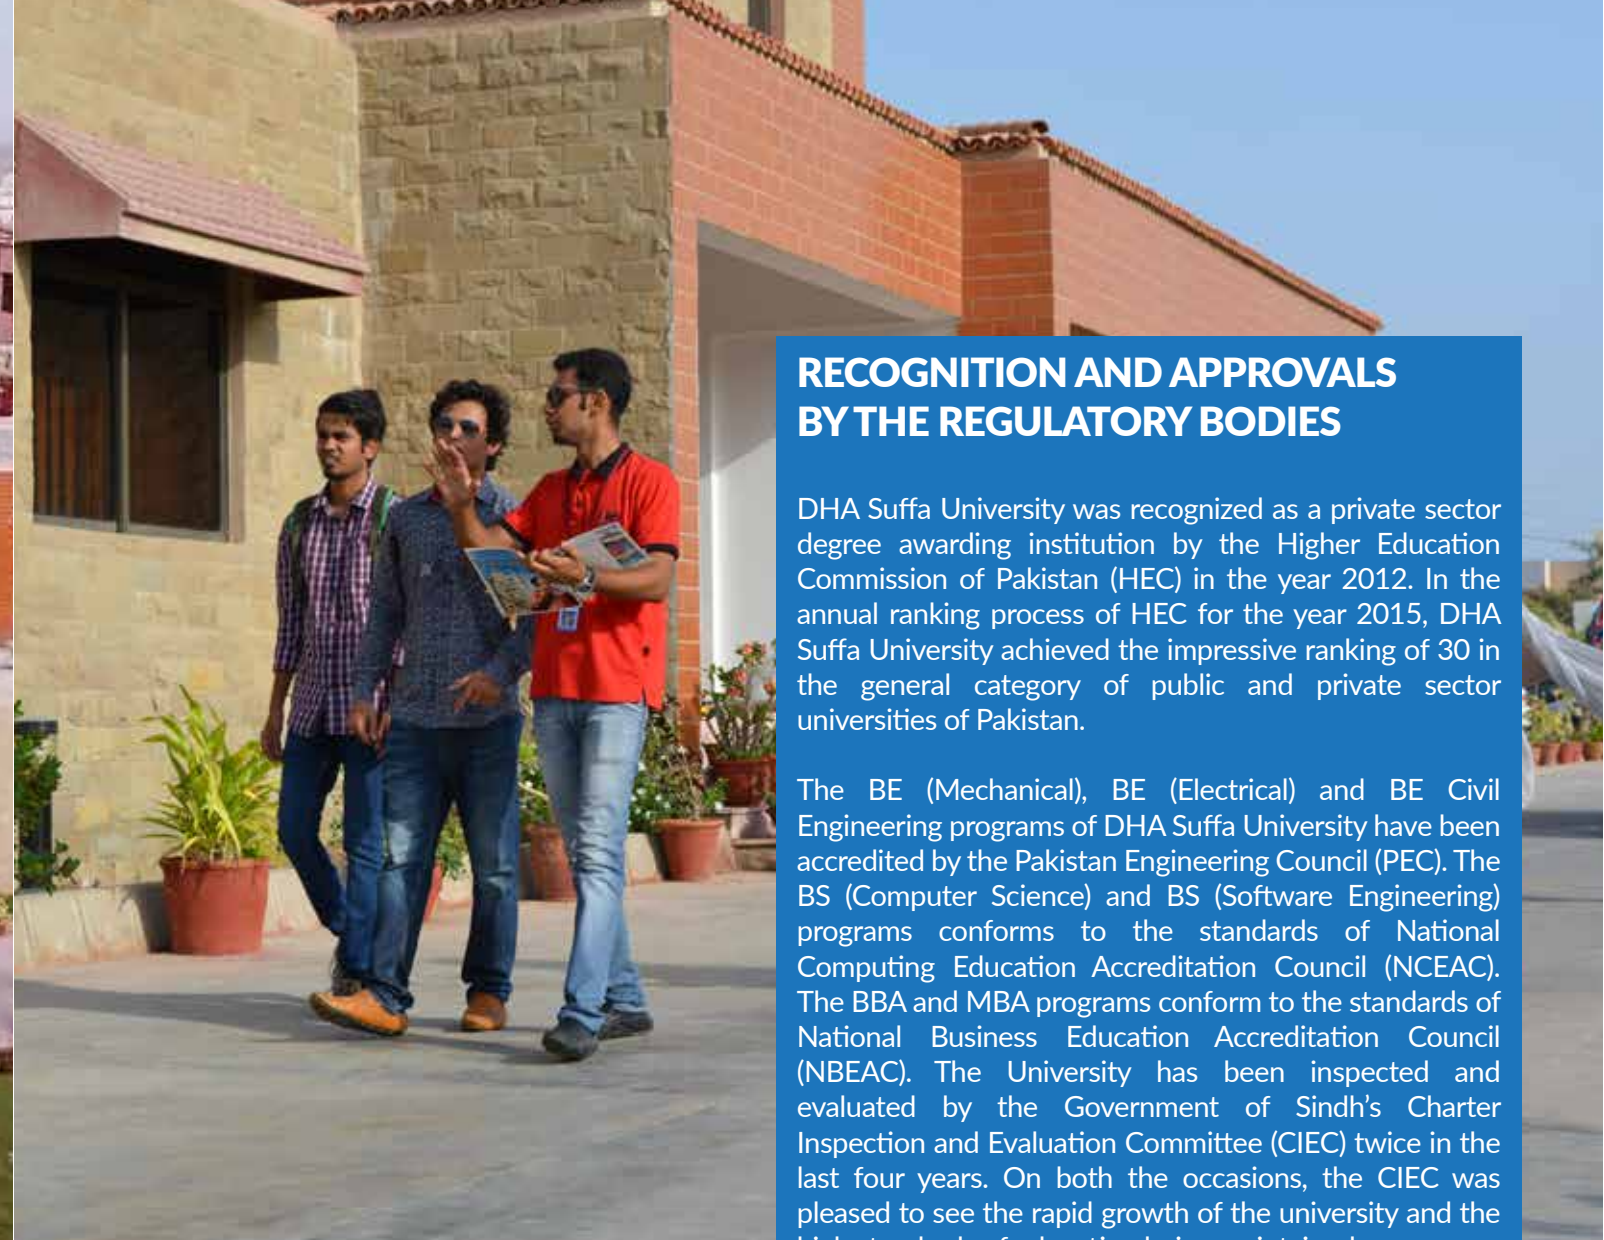 RECOGNITION AND APPROVALS
BY THE REGULATORY BODIES
DHA Suffa University was recognized as a private sector
degree awarding institution by the Higher Education
Commission of Pakistan (HEC) in the year 2012. In the
annual ranking process of HEC for the year 2015, DHA
Suffa University achieved the impressive ranking of 30 in
the general category of public and private sector
universities of Pakistan.
The BE (Mechanical), BE (Electrical) and BE Civil
Engineering programs of DHA Suffa University have been
accredited by the Pakistan Engineering Council (PEC). The
BS (Computer Science) and BS (Software Engineering)
programs conforms to the standards of National
Computing Education Accreditation Council (NCEAC).
The BBA and MBA programs conform to the standards of
National Business Education Accreditation Council
(NBEAC). The University has been inspected and
evaluated by the Government of Sindh’s Charter
Inspection and Evaluation Committee (CIEC) twice in the
last four years. On both the occasions, the CIEC was
pleased to see the rapid growth of the university and the